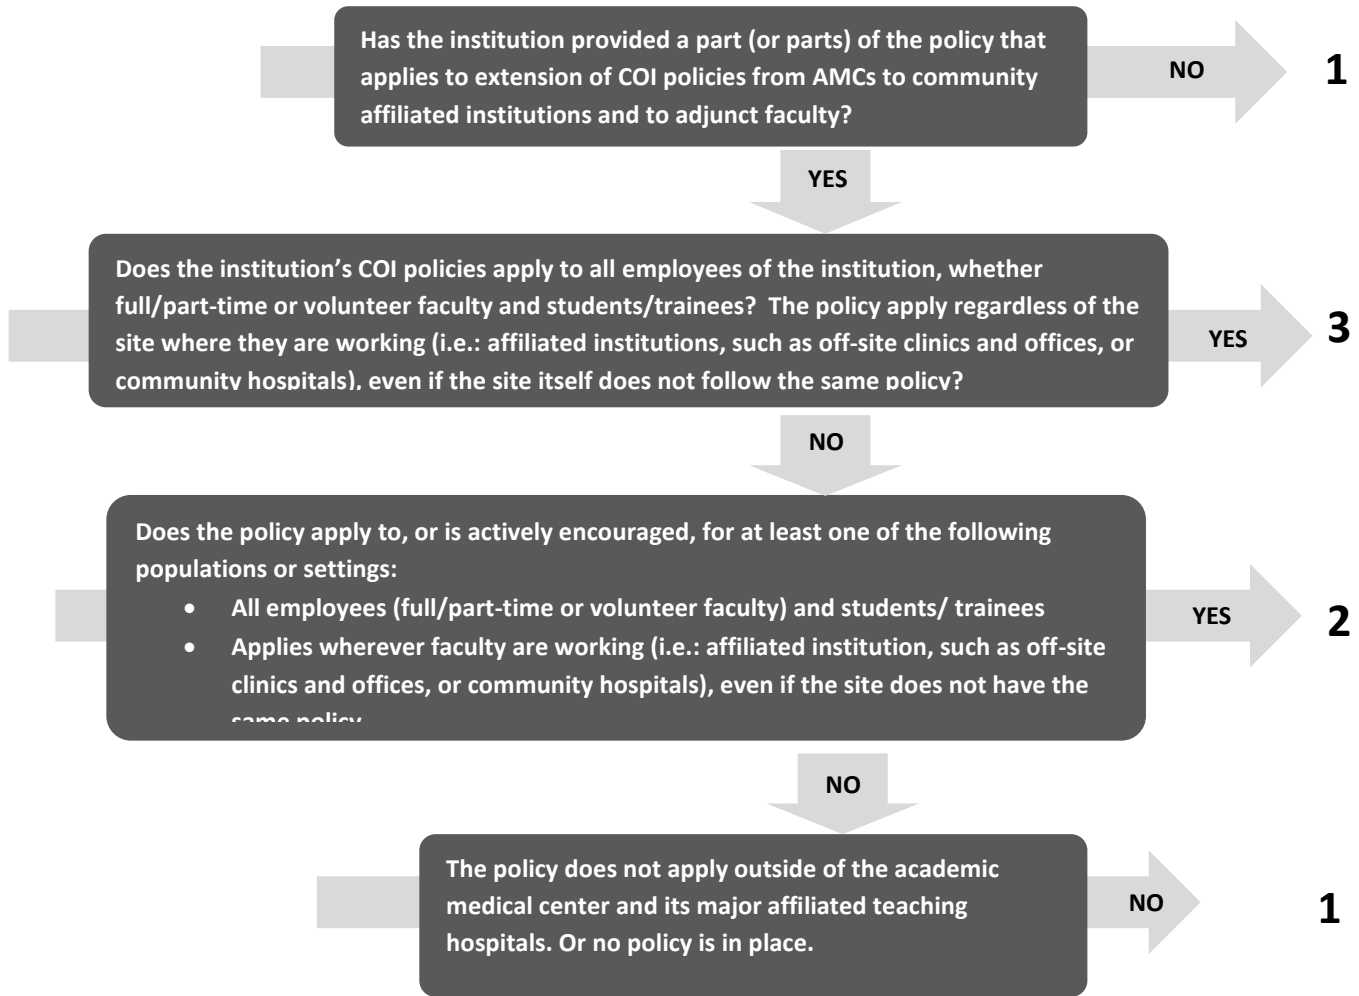 Has the institution provided a part (or parts) of the policy that
applies to extension of COI policies from AMCs to community
affiliated institutions and to adjunct faculty?
NO
1
YES
Does the institution’s COI policies apply to all employees of the institution, whether
full/part-time or volunteer faculty and students/trainees?  The policy apply regardless of the
site where they are working (i.e.: affiliated institutions, such as off-site clinics and offices, or
community hospitals), even if the site itself does not follow the same policy?
YES
3
NO
Does the policy apply to, or is actively encouraged, for at least one of the following
populations or settings:
• All employees (full/part-time or volunteer faculty) and students/ trainees
• Applies wherever faculty are working (i.e.: affiliated institution, such as off-site
clinics and offices, or community hospitals), even if the site does not have the
same policy
YES
2
NO
The policy does not apply outside of the academic
medical center and its major affiliated teaching
hospitals. Or no policy is in place.
NO
1